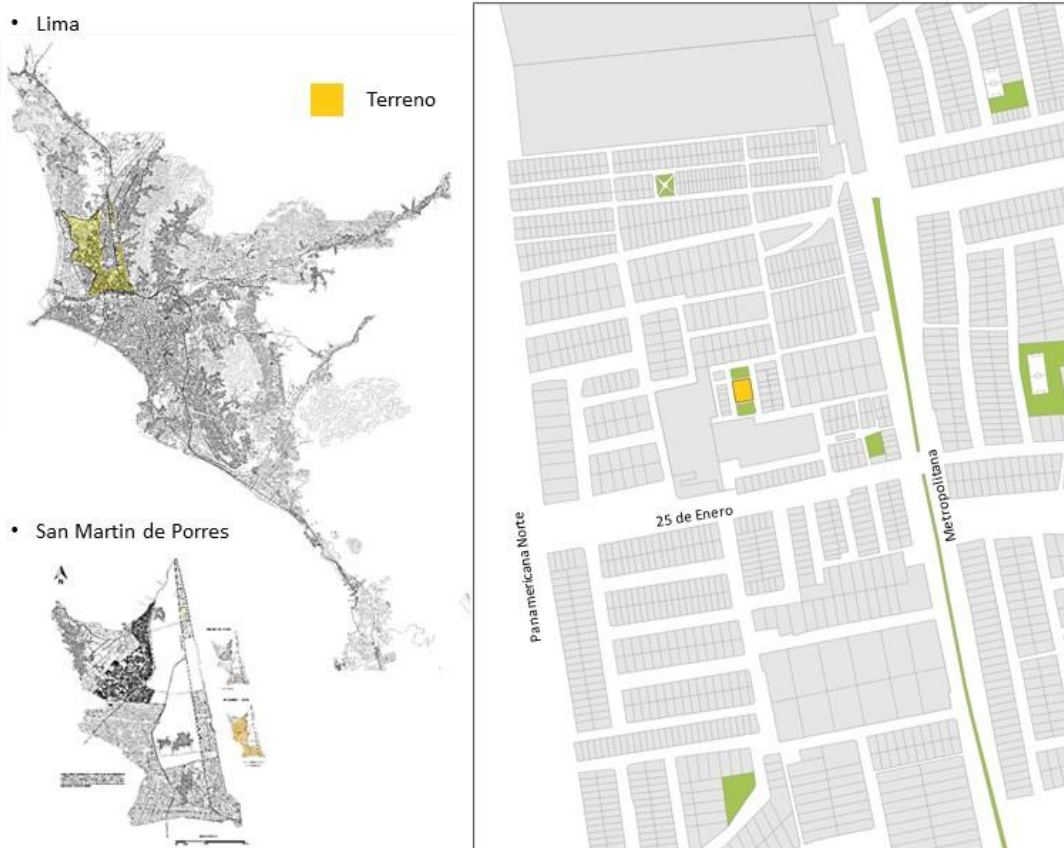 • Lima
Terreno
• San Martin de Porres
N
25 de Enero
Panamericana Norte
Metropolitana